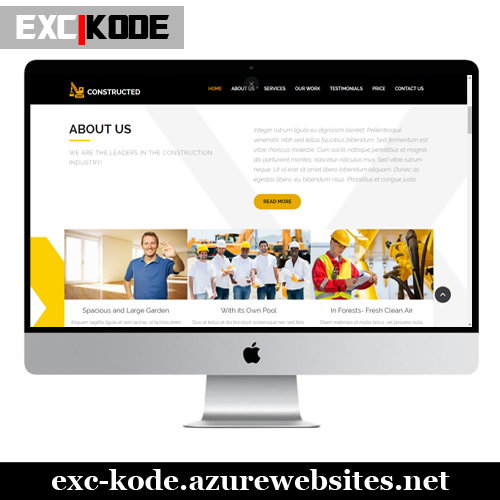 EXC|KODE
CONSTRUCTED
HOME ABOUT US SERVICES OUR WORK TESTIMONIALS PRICE CONTACT US
ABOUT US
WE ARE THE LEADERS IN THE CONSTRUCTION
INDUSTRY!
Integer rutrum ligula eu dignissim laoreet. Pellentesque
venenatis nibh sed tellus faucibus bibendum. Sed fermentum est
vitae rhoncus molestie. Cum sociis natoque penatibus et magnis
dis parturient montes, nascetur ridiculus mus. Sed vitae rutrum
neque. Ut id erat sit amet libero bibendum aliquam. Donec ac
egestas libero, eu bibendum risus. Phasellus et congue justo.
READ MORE
Spacious and Large Garden
With its Own Pool
In Forests- Fresh Clean Air
Aliquam sagittis ligula et sem lacinia, ut facilisis enim
Duis at tellus at dui tincidunt scelerisque nec sed felis.
Etiam materials ut mollis tellus, vel posuere nulla.
exc-kode.azurewebsites.net